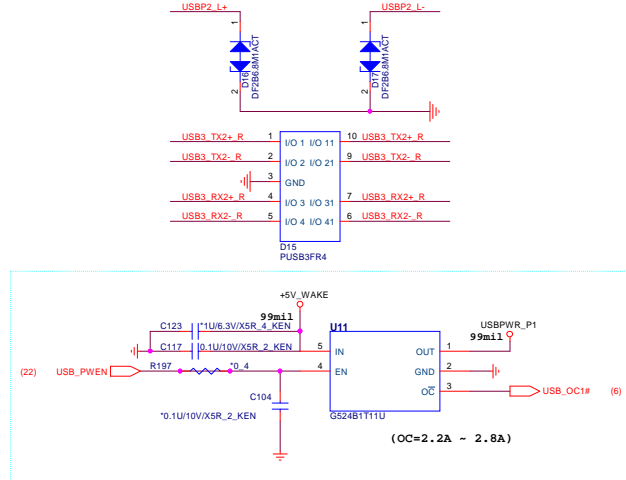 USBP2_L+ USBP2_L-
1 1
D16 DF2B6.8M1ACT D17 DF2B6.8M1ACT
2 2
USB3_TX2+_R 1 I/O 1 I/O 11 10 USB3_TX2+_R
USB3_TX2-_R 2 I/O 2 I/O 21 9 USB3_TX2-_R
3 GND
USB3_RX2+_R 4 I/O 3 I/O 31 7 USB3_RX2+_R
USB3_RX2-_R 5 I/O 4 I/O 41 6 USB3_RX2-_R
D15
PUSB3FR4
+5V_WAKE
99mil
C123 *1U/6.3V/X5R_4_KEN U11 USBPWR_P1
99mil
C117 0.1U/10V/X5R_2_KEN 5 IN OUT 1
(22) USB_PWEN R197 *0_4 4 EN GND 2
OC 3 USB_OC1# (6)
C104
*0.1U/10V/X5R_2_KEN G524B1T11U
(OC=2.2A ~ 2.8A)